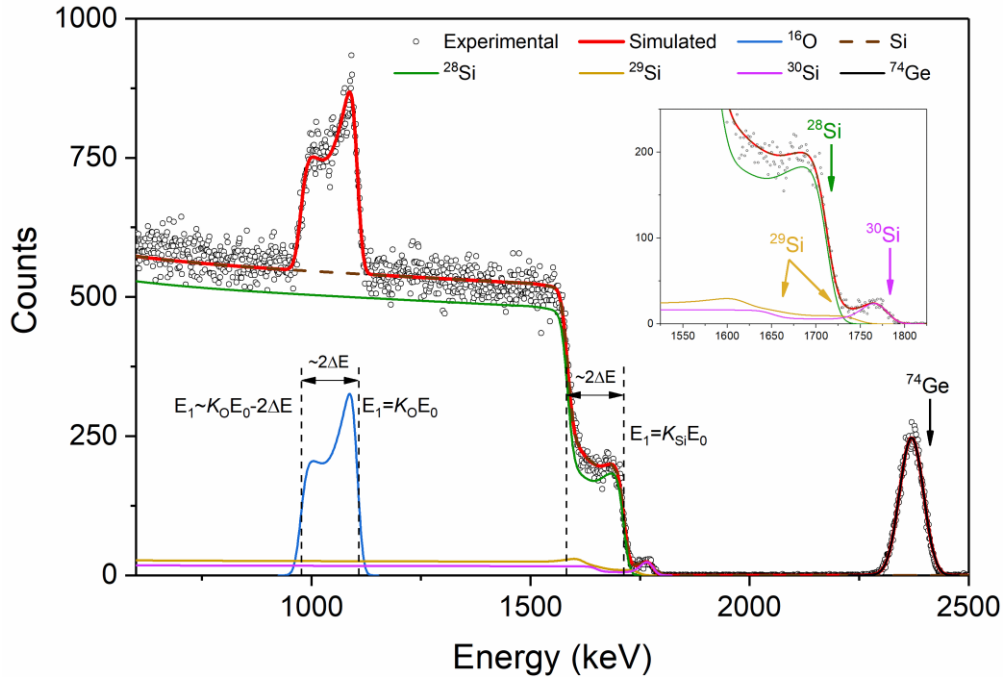 1000
750
500
250
0
Counts
Experimental Simulated ¹⁶O Si
²⁸Si ²⁹Si ³⁰Si ⁷⁴Ge
200
100
0
1550 1600 1650 1700 1750 1800
²⁸Si
²⁹Si
³⁰Si
~2ΔE
E₁~KₒE₀-2ΔE
E₁=KₒE₀
~2ΔE
E₁=K_SiE₀
⁷⁴Ge
1000 1500 2000 2500
Energy (keV)